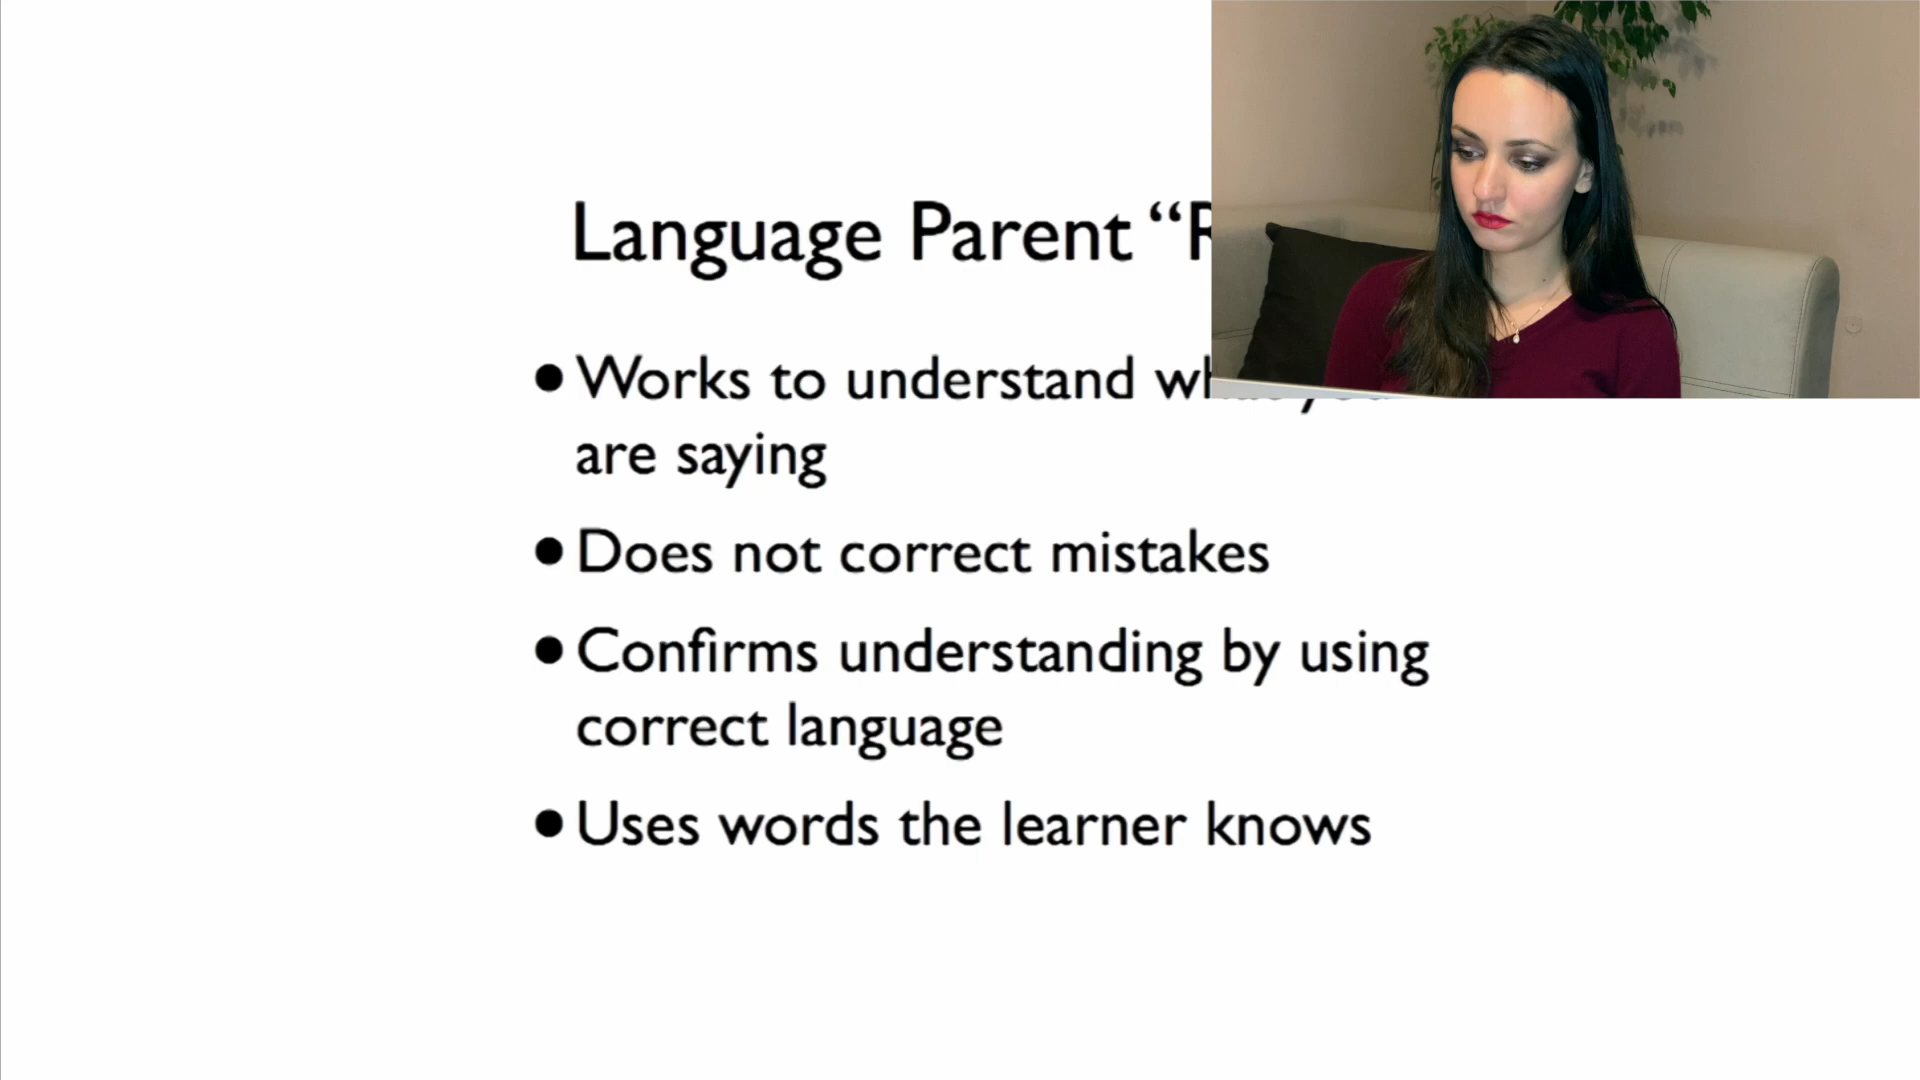 Language Parent
• Works to understand
are saying
• Does not correct mistakes
• Confirms understanding by using
correct language
• Uses words the learner knows